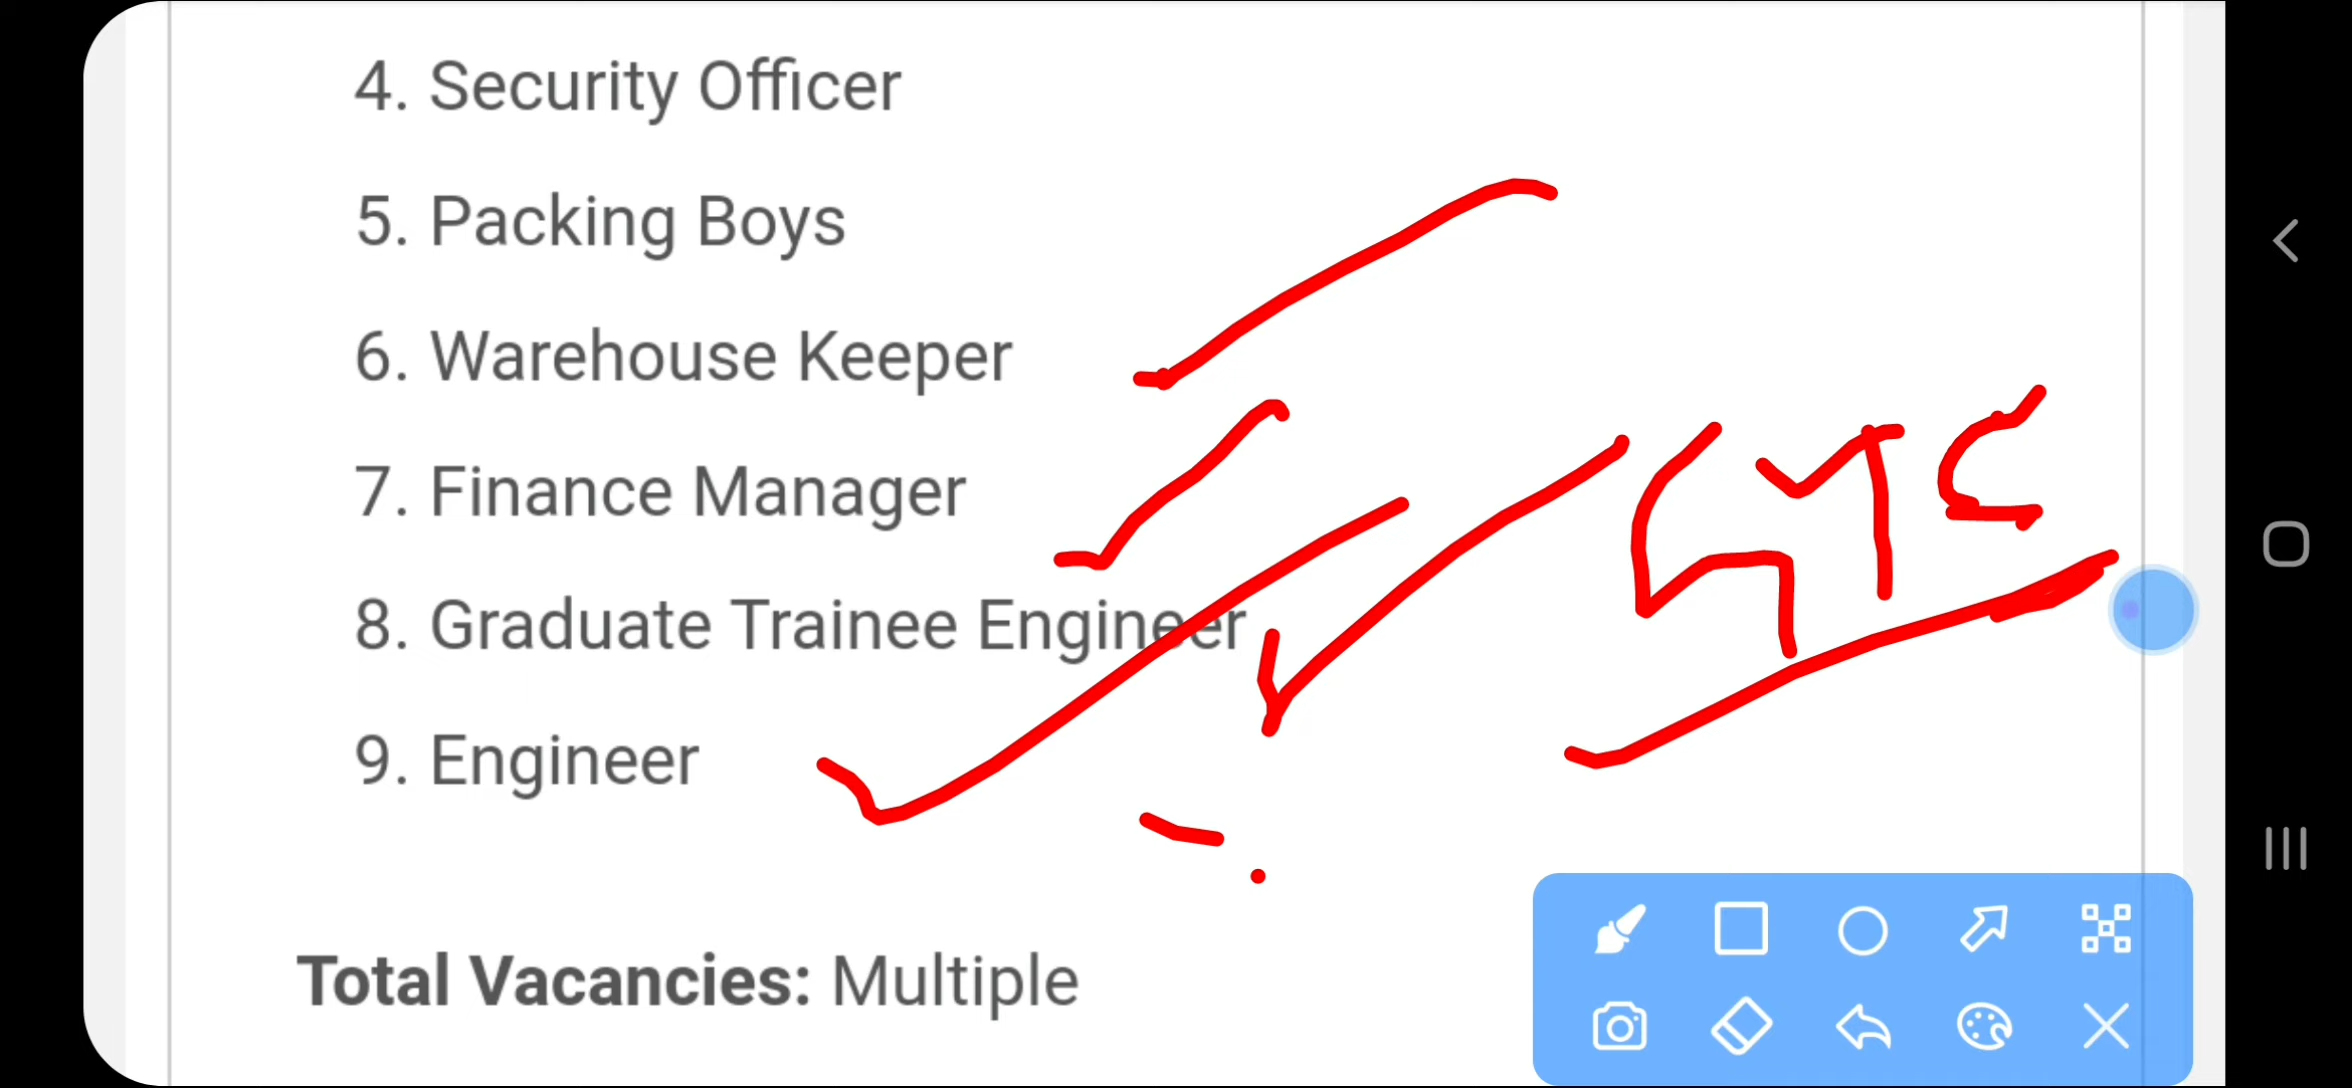 4. Security Officer
5. Packing Boys
6. Warehouse Keeper
7. Finance Manager
8. Graduate Trainee Engineer
9. Engineer
Total Vacancies: Multiple